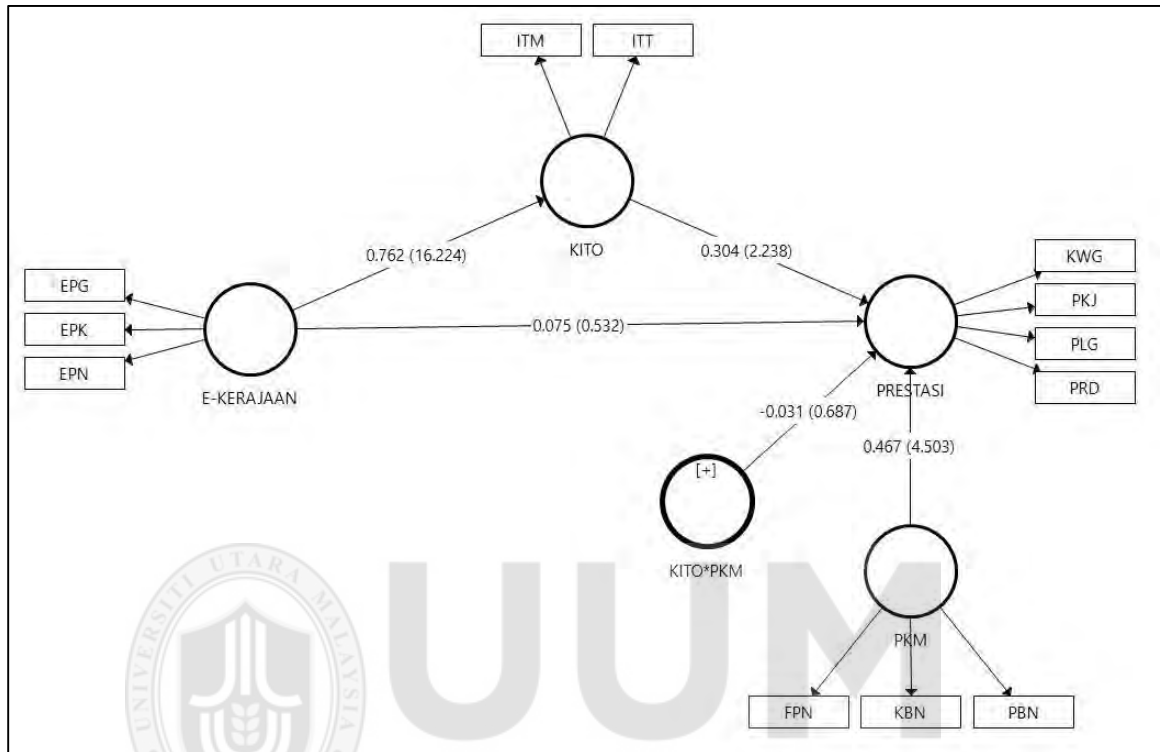 ITM
ITT
KITO
0.762 (16.224)
0.304 (2.238)
EPG
EPK
EPN
E-KERAJAAN
0.075 (0.532)
KWG
PKJ
PLG
PRD
PRESTASI
-0.031 (0.687)
0.467 (4.503)
[+]
KITO*PKM
PKM
FPN
KBN
PBN
UNIVERSITI UTARA MALAYSIA
UUM